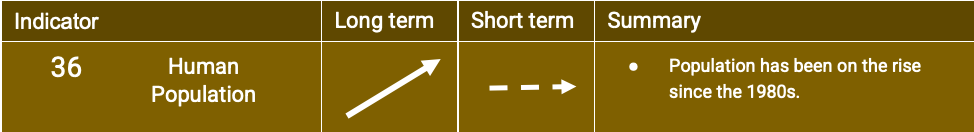 Indicator
Long term
Short term
Summary
36
Human
Population
● Population has been on the rise
since the 1980s.